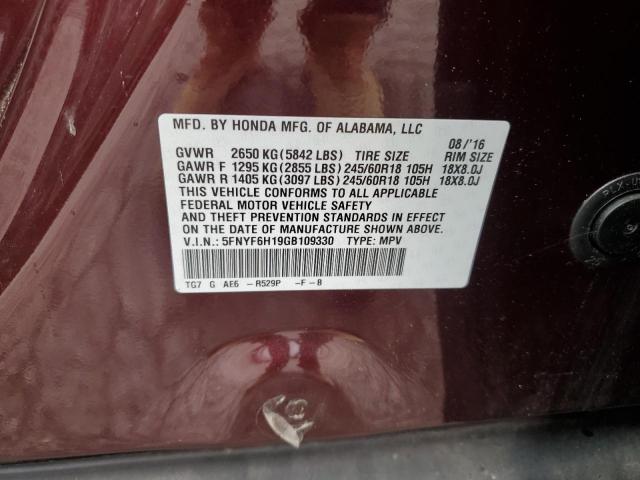 MFD. BY HONDA MFG. OF ALABAMA, LLC 08/'16
GVWR 2650 KG(5842 LBS) TIRE SIZE RIM SIZE
GAWR F 1295 KG(2855 LBS) 245/60R18 105H 18X8.0J
GAWR R 1405 KG(3097 LBS) 245/60R18 105H 18X8.0J
THIS VEHICLE CONFORMS TO ALL APPLICABLE
FEDERAL MOTOR VEHICLE SAFETY
AND THEFT PREVENTION STANDARDS IN EFFECT
ON THE DATE OF MANUFACTURE SHOWN ABOVE.
V.I.N.: 5FNYF6H19GB109330 TYPE: MPV
TG7 G AE6 -R529P -F-8